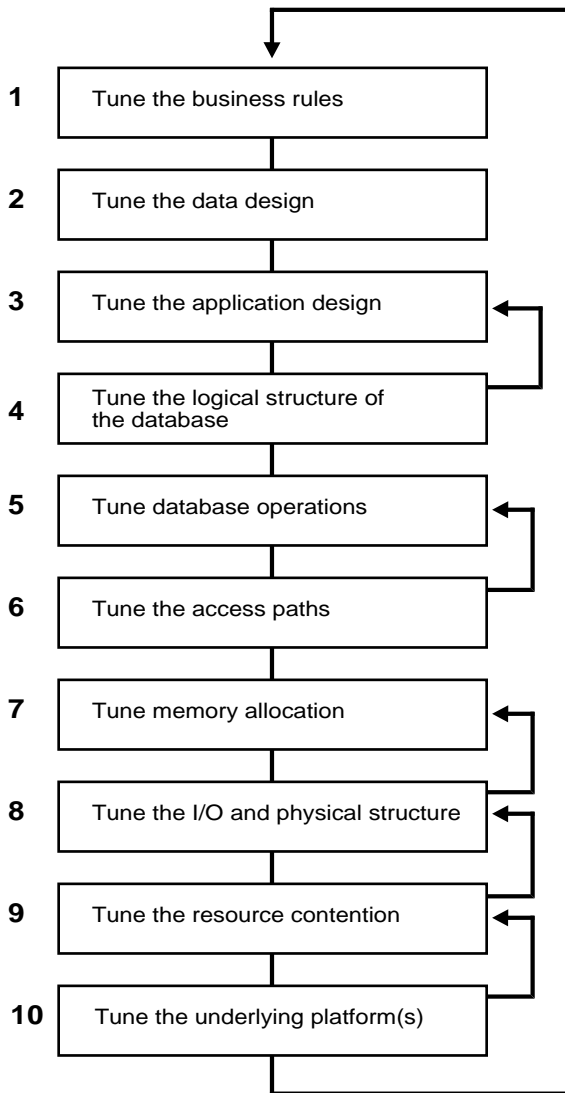 1 Tune the business rules
2 Tune the data design
3 Tune the application design
4 Tune the logical structure of
the database
5 Tune database operations
6 Tune the access paths
7 Tune memory allocation
8 Tune the I/O and physical structure
9 Tune the resource contention
10 Tune the underlying platform(s)